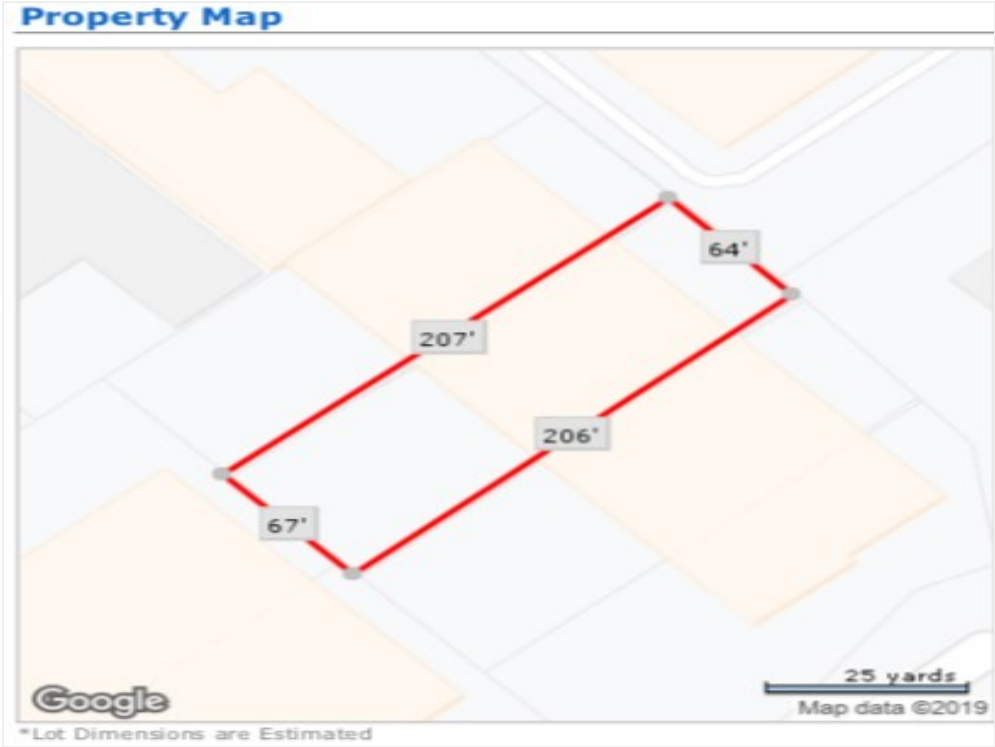 Property Map
64'
207'
206'
67'
25 yards
Google
Map data ©2019
*Lot Dimensions are Estimated